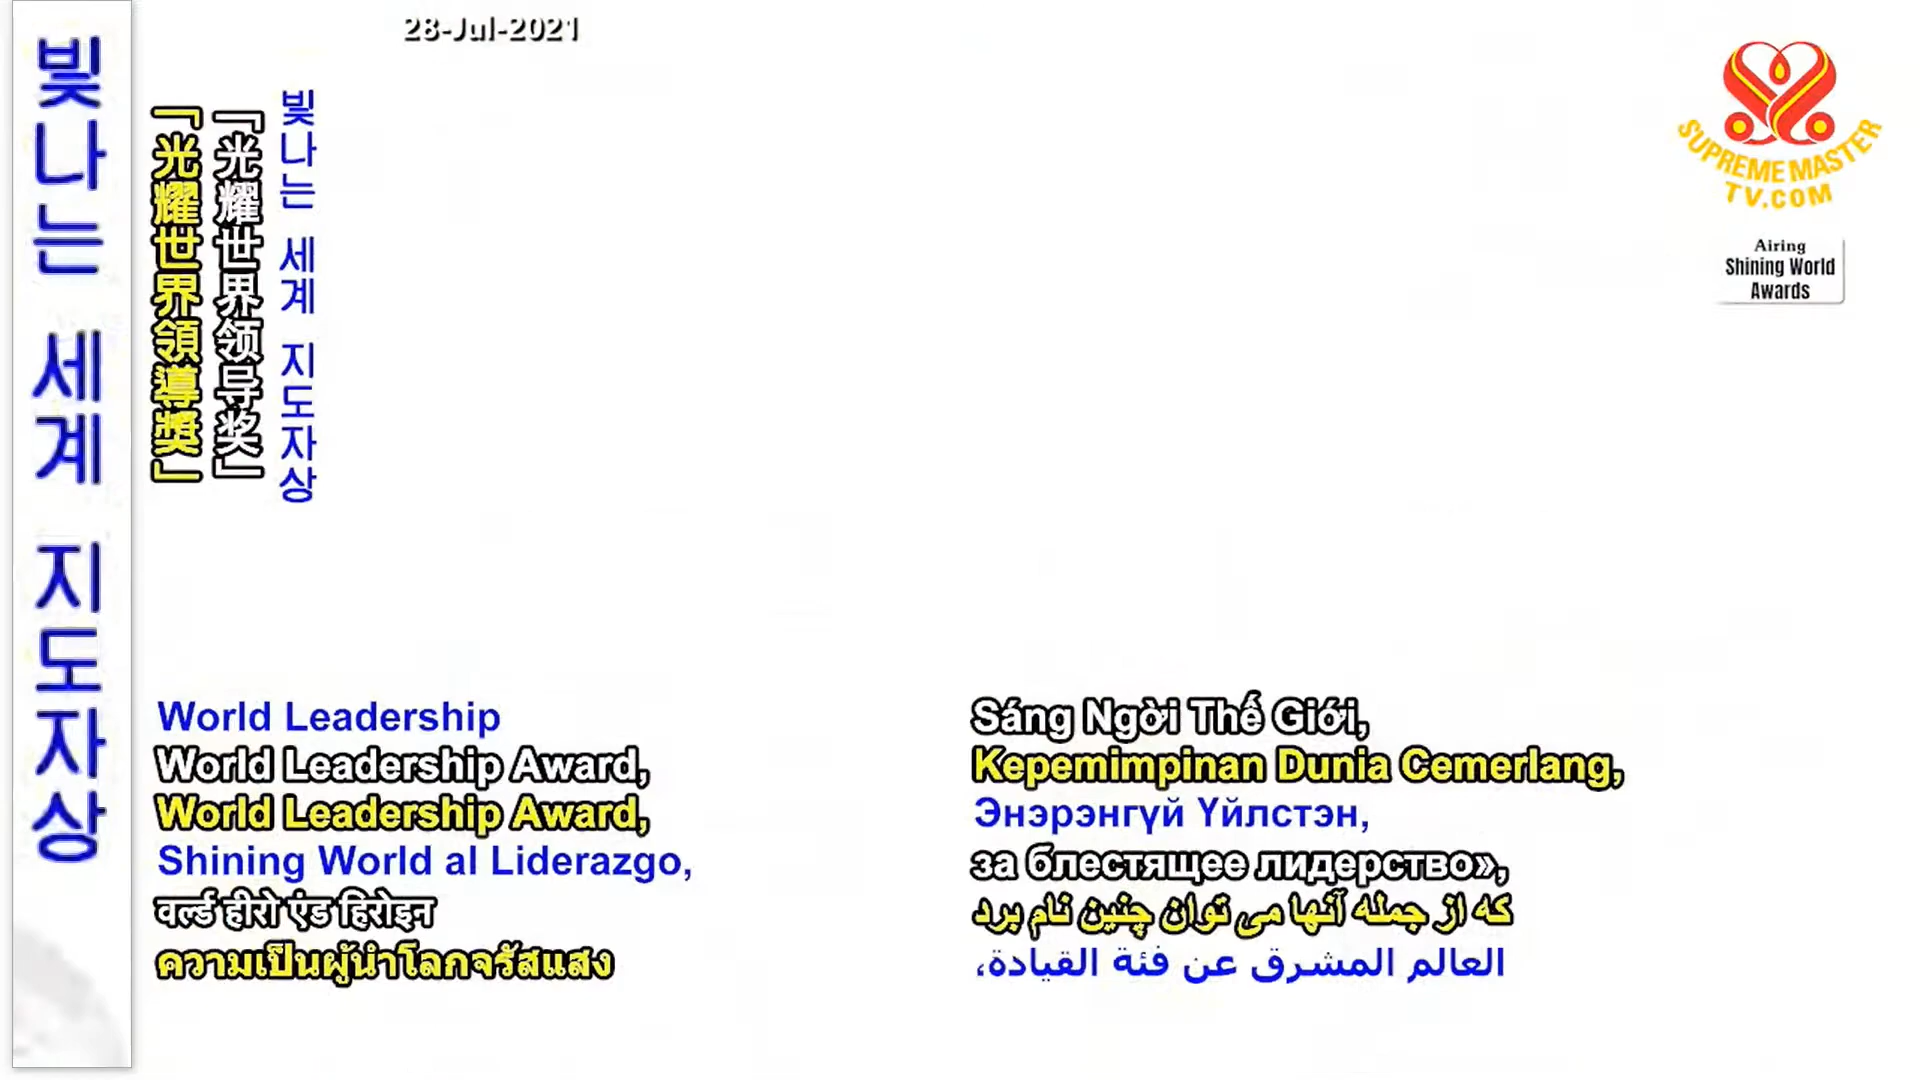 28-Jul-2021
빛나는 세계 지도자상
「光耀世界領導獎」
『光耀世界领导奖」
빛나는 세계 지도자상
SUPREME MASTER
TV.COM
Airing
Shining World
Awards
World Leadership
World Leadership Award,
World Leadership Award,
Shining World al Liderazgo,
वर्ल्ड हीरो एंड हिरोइन
ความเป็นผู้นำโลกจรัสแสง
Sáng Ngời Thế Giới,
Kepemimpinan Dunia Cemerlang,
Энэрэнгүй Үйлстэн,
за блестящее лидерство»,
که از جمله آنها می توان چنین نام برد
العالم المشرق عن فئة القيادة،